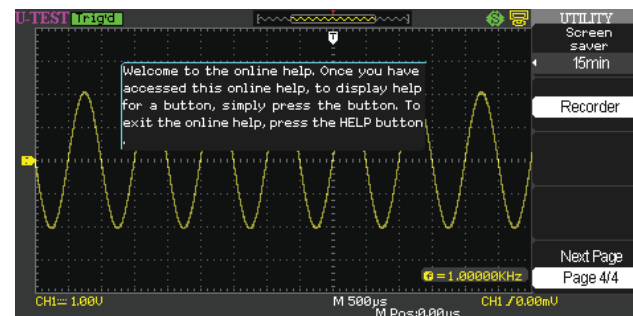 U-TEST Trig'd
UTILITY
Screen
saver
15min
Recorder
Next Page
Page 4/4
T
Welcome to the online help. Once you have
accessed this online help, to display help
for a button, simply press the button. To
exit the online help, press the HELP button
.
= 1.00000KHz
CH1 1.00V
M 500μs
CH1 0.00mV
M Pos:0.00μs